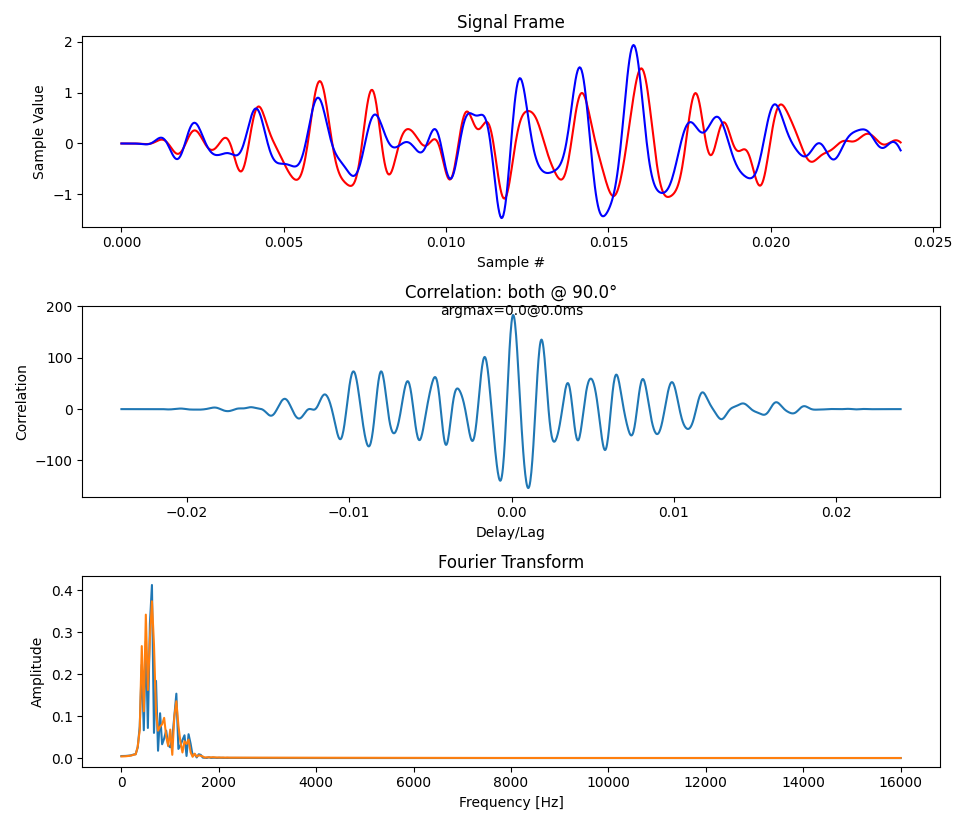 Signal Frame
2
1
0
−1
Sample Value
0.000 0.005 0.010 0.015 0.020 0.025
Sample #
Correlation: both @ 90.0°
argmax=0.0@0.0ms
200
100
0
−100
Correlation
−0.02 −0.01 0.00 0.01 0.02
Delay/Lag
Fourier Transform
0.4
0.3
0.2
0.1
0.0
Amplitude
0 2000 4000 6000 8000 10000 12000 14000 16000
Frequency [Hz]